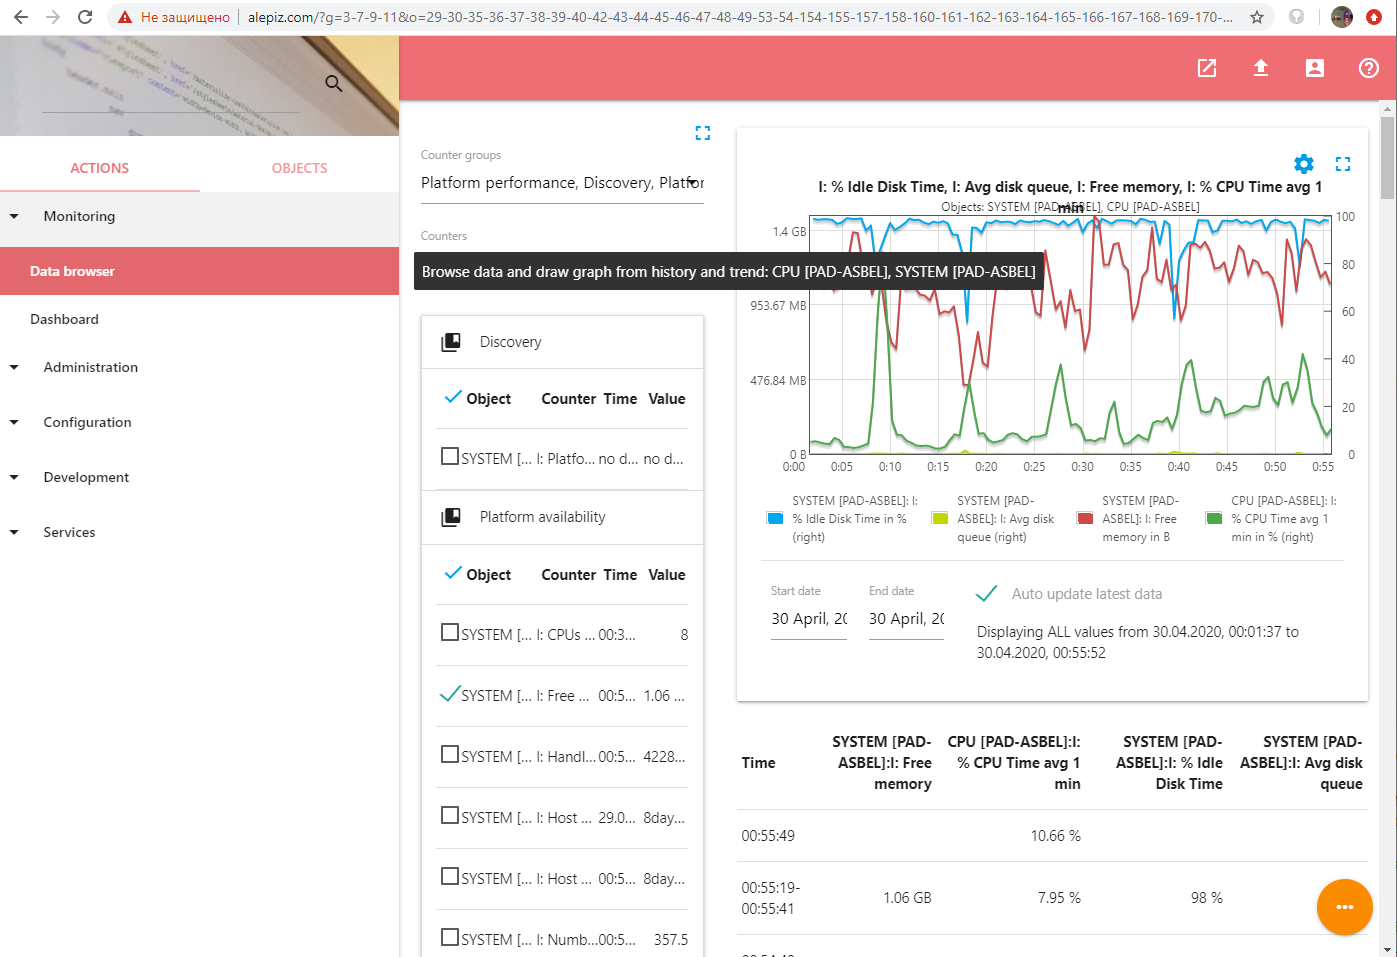 Не защищено
alepiz.com/?g=3-7-9-11&o=29-30-35-36-37-38-39-40-42-43-44-45-46-47-48-49-53-54-154-155-157-158-160-161-162-163-164-165-166-167-168-169-170-...
ACTIONS
OBJECTS
Monitoring
Data browser
Dashboard
Administration
Configuration
Development
Services
Counter groups
Platform performance, Discovery, Platfor
Counters
Browse data and draw graph from history and trend: CPU [PAD-ASBEL], SYSTEM [PAD-ASBEL]
Discovery
Object Counter Time Value
SYSTEM [... I: Platfo... no d... no d...
Platform availability
Object Counter Time Value
SYSTEM [... I: CPUs ... 00:3... 8
SYSTEM [... I: Free ... 00:5... 1.06 ...
SYSTEM [... I: Handl... 00:5... 4228...
SYSTEM [... I: Host ... 29.0... 8day...
SYSTEM [... I: Host ... 00:5... 8day...
SYSTEM [... I: Numb... 00:5... 357.5
I: % Idle Disk Time, I: Avg disk queue, I: Free memory, I: % CPU Time avg 1
min
Objects: SYSTEM [PAD-ASBEL], CPU [PAD-ASBEL]
1.4 GB
953.67 MB
476.84 MB
0 B
100
80
60
40
20
0
0:00 0:05 0:10 0:15 0:20 0:25 0:30 0:35 0:40 0:45 0:50 0:55
SYSTEM [PAD-ASBEL]: I:
% Idle Disk Time in %
(right)
SYSTEM [PAD-
ASBEL]: I: Avg disk
queue (right)
SYSTEM [PAD-
ASBEL]: I: Free
memory in B
CPU [PAD-ASBEL]: I:
% CPU Time avg 1
min in % (right)
Start date
30 April, 20
End date
30 April, 20
Auto update latest data
Displaying ALL values from 30.04.2020, 00:01:37 to
30.04.2020, 00:55:52
Time
SYSTEM [PAD-
ASBEL]:I: Free
memory
CPU [PAD-ASBEL]:I:
% CPU Time avg 1
min
SYSTEM [PAD-
ASBEL]:I: % Idle
Disk Time
SYSTEM [PAD-
ASBEL]:I: Avg disk
queue
00:55:49 10.66 %
00:55:19-
00:55:41
1.06 GB 7.95 % 98 %